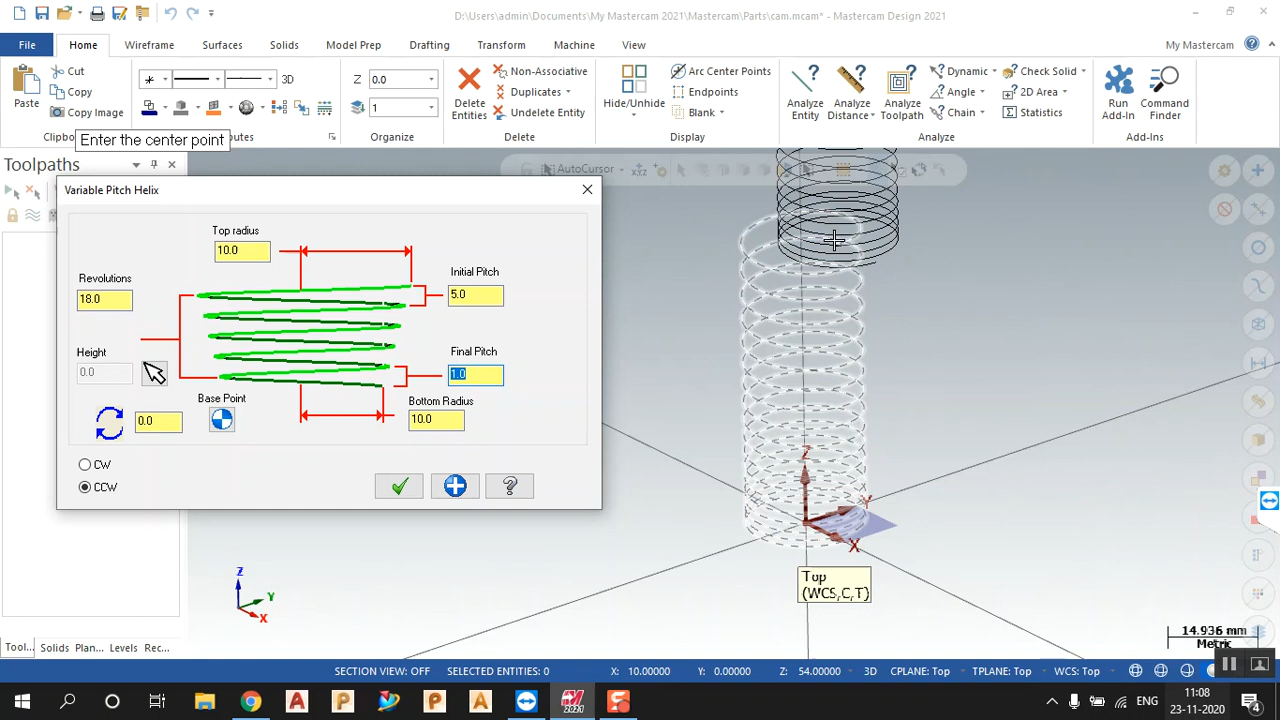 D:\Users\admin\Documents\My Mastercam 2021\Mastercam\Parts\cam.mcam* - Mastercam Design 2021
File Home Wireframe Surfaces Solids Model Prep Drafting Transform Machine View My Mastercam
Paste
Cut
Copy
Copy Image
3D
Z 0.0
1
Delete Entities
Non-Associative
Duplicates
Undelete Entity
Hide/Unhide
Arc Center Points
Endpoints
Blank
Analyze Entity
Analyze Distance
Analyze Toolpath
Dynamic
Angle
Chain
Check Solid
2D Area
Statistics
Run Add-In
Command Finder
Organize Delete Display Analyze Add-Ins
Enter the center point
Toolpaths
AutoCursor
Variable Pitch Helix
Top radius
10.0
Revolutions
18.0
Initial Pitch
5.0
Height
0.0
Final Pitch
1.0
Base Point
Bottom Radius
10.0
0.0
CW
CCW
Z
Y
X
Top
(WCS,C,T)
Z
Y
X
14.936 mm
Metric
Tool... Solids Plan... Levels Rec...
SECTION VIEW: OFF SELECTED ENTITIES: 0 X: 10.00000 Y: 0.00000 Z: 54.00000 3D CPLANE: Top TPLANE: Top WCS: Top
2021
ENG
11:08
23-11-2020
4